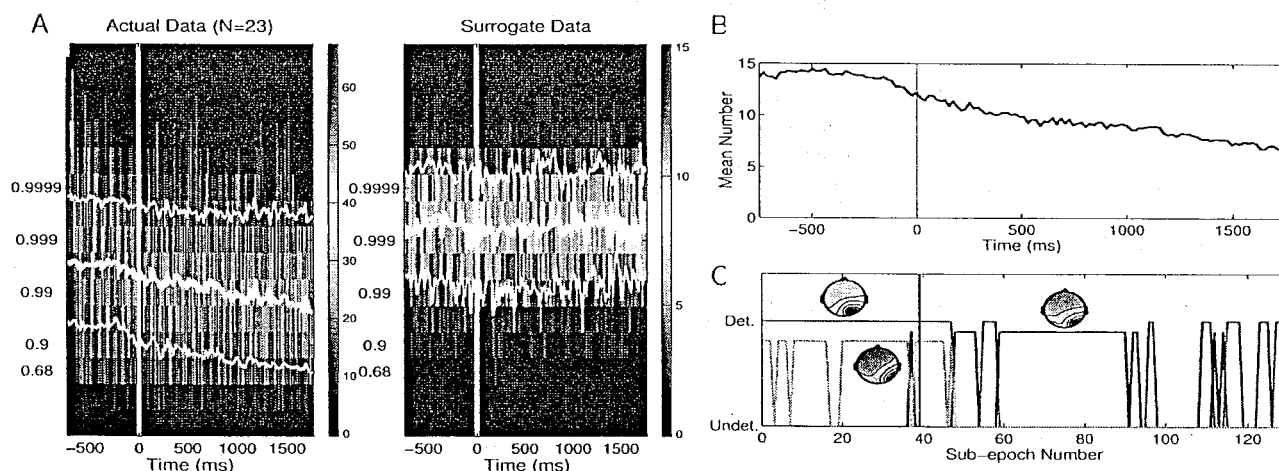 A
Actual Data (N=23)
0.9999
0.999
0.99
0.9
0.68
-500 0 500 1000 1500
Time (ms)
60
50
40
30
20
10
0
Surrogate Data
0.9999
0.999
0.99
0.9
0.68
-500 0 500 1000 1500
Time (ms)
15
10
5
0
B
Mean Number
15
10
5
0
-500 0 500 1000 1500
Time (ms)
C
Det.
Undet.
0 20 40 60 80 100 120
Sub-epoch Number